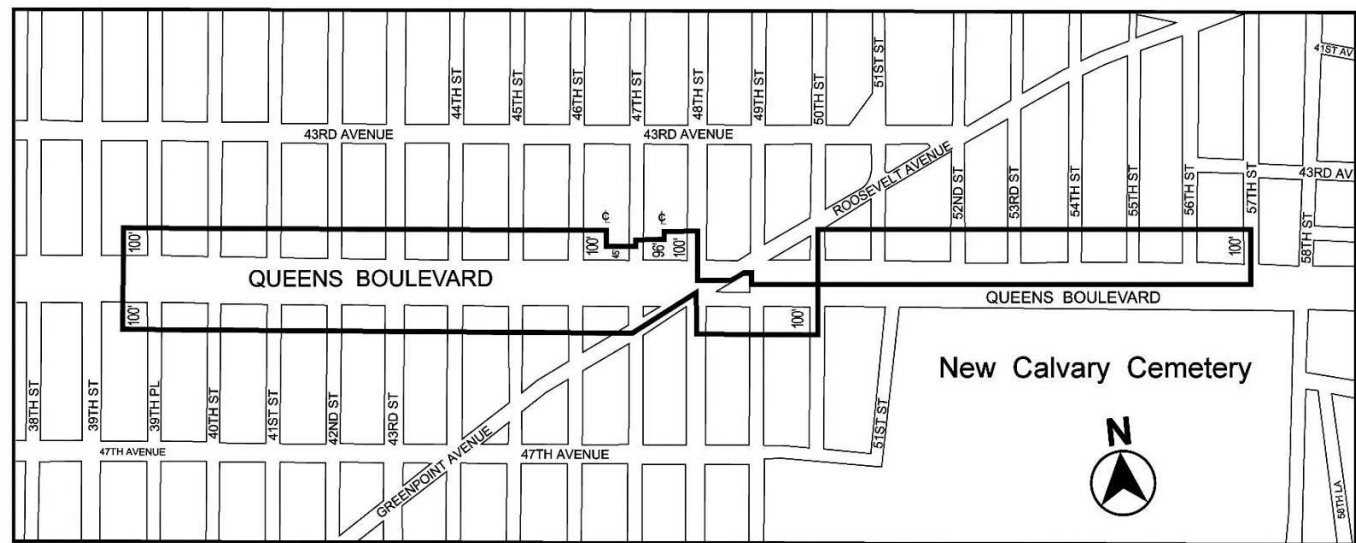 44TH ST
45TH ST
46TH ST
47TH ST
48TH ST
49TH ST
50TH ST
51ST ST
41ST AV
43RD AVENUE
43RD AVENUE
ROOSEVELT AVENUE
52ND ST
53RD ST
54TH ST
55TH ST
56TH ST
57TH ST
43RD AV
58TH ST
℄
℄
100'
100'
45'
96'
100'
100'
QUEENS BOULEVARD
QUEENS BOULEVARD
100'
100'
New Calvary Cemetery
38TH ST
39TH ST
39TH PL
40TH ST
41ST ST
42ND ST
43RD ST
51ST ST
47TH AVENUE
GREENPOINT AVENUE
47TH AVENUE
N
58TH LA